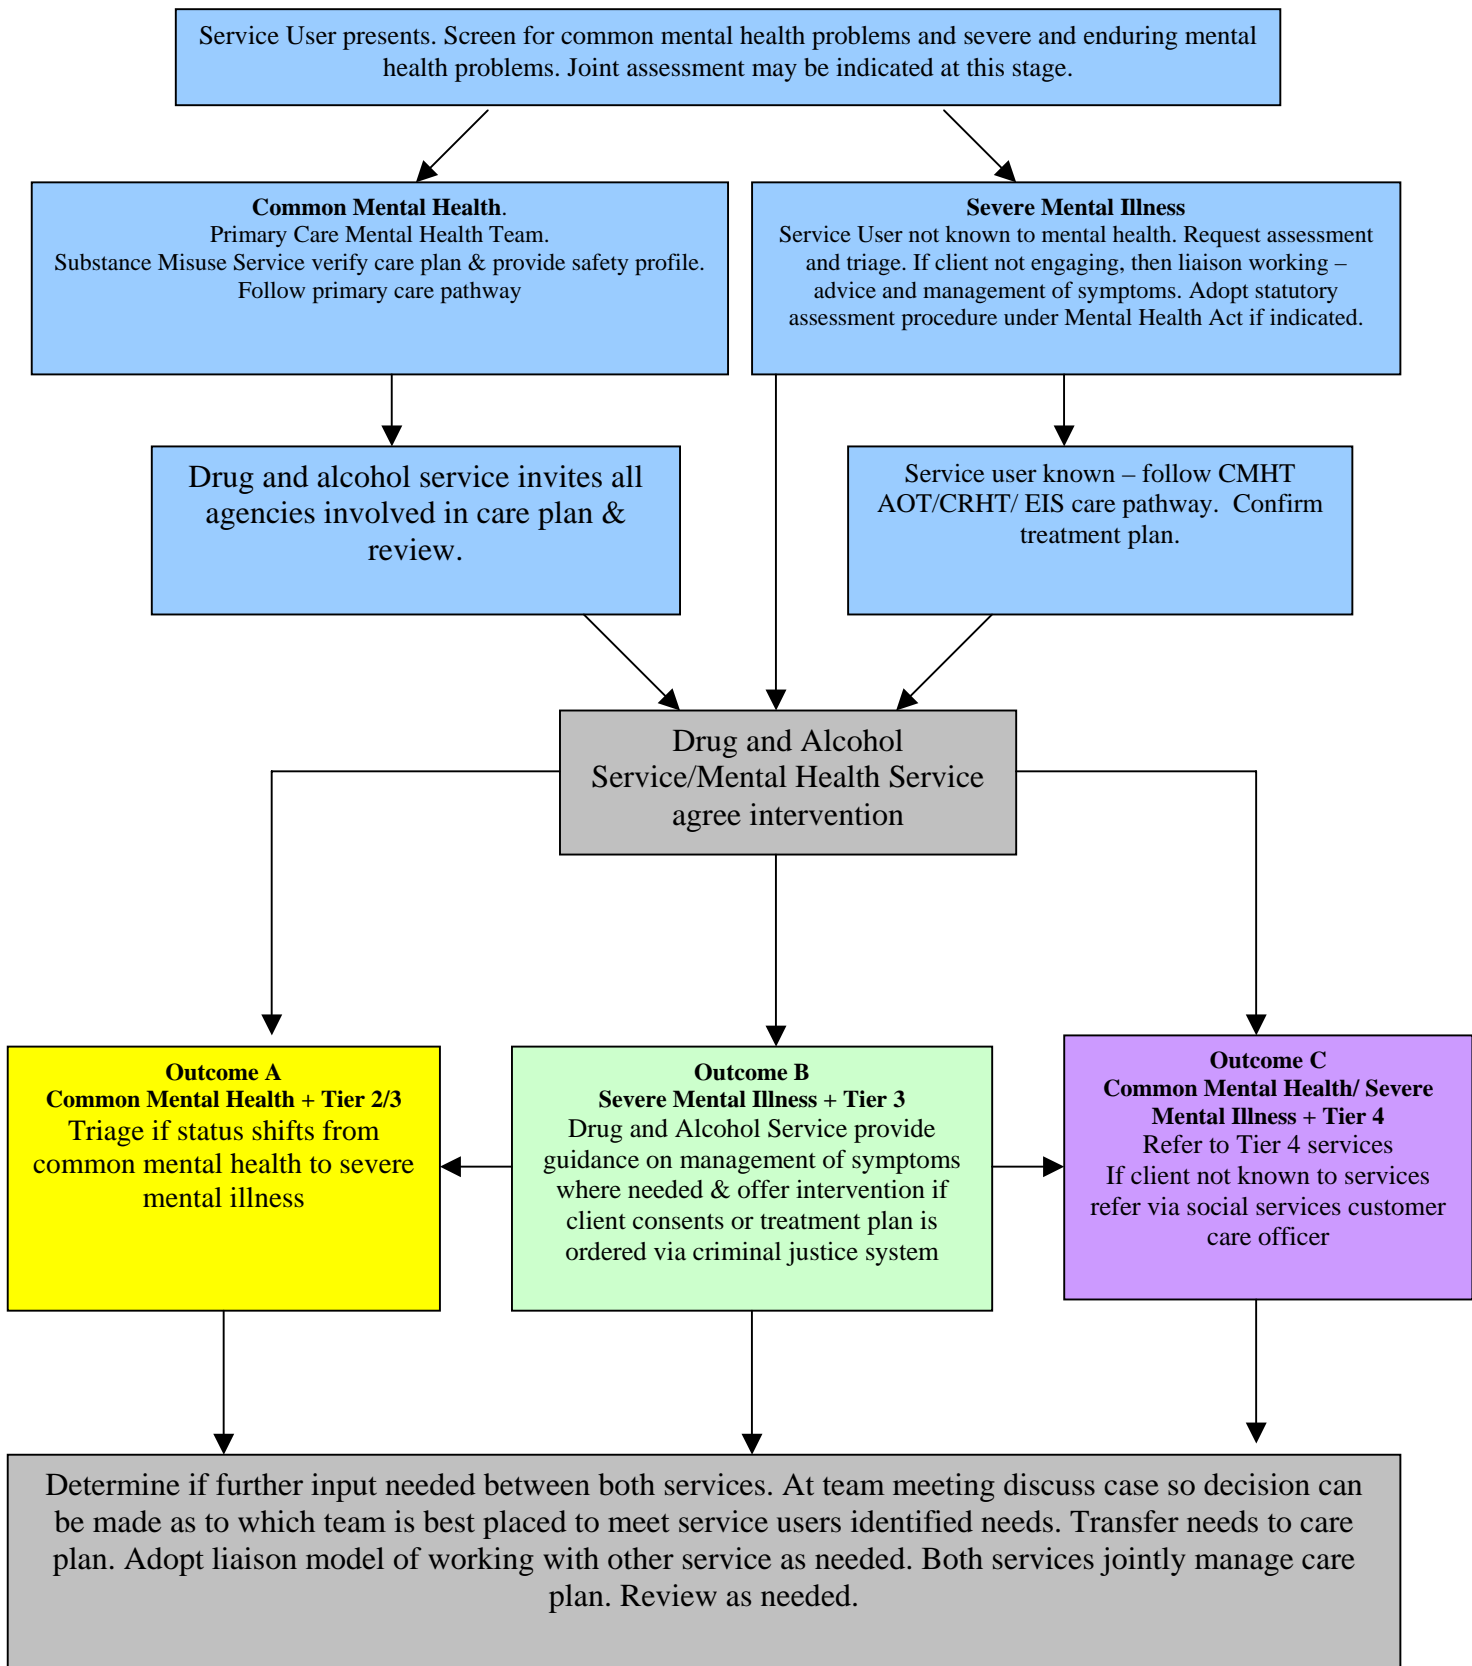 Service User presents. Screen for common mental health problems and severe and enduring mental
health problems. Joint assessment may be indicated at this stage.
Common Mental Health.
Primary Care Mental Health Team.
Substance Misuse Service verify care plan & provide safety profile.
Follow primary care pathway
Severe Mental Illness
Service User not known to mental health. Request assessment
and triage. If client not engaging, then liaison working –
advice and management of symptoms. Adopt statutory
assessment procedure under Mental Health Act if indicated.
Drug and alcohol service invites all
agencies involved in care plan &
review.
Service user known – follow CMHT
AOT/CRHT/ EIS care pathway. Confirm
treatment plan.
Drug and Alcohol
Service/Mental Health Service
agree intervention
Outcome A
Common Mental Health + Tier 2/3
Triage if status shifts from
common mental health to severe
mental illness
Outcome B
Severe Mental Illness + Tier 3
Drug and Alcohol Service provide
guidance on management of symptoms
where needed & offer intervention if
client consents or treatment plan is
ordered via criminal justice system
Outcome C
Common Mental Health/ Severe
Mental Illness + Tier 4
Refer to Tier 4 services
If client not known to services
refer via social services customer
care officer
Determine if further input needed between both services. At team meeting discuss case so decision can
be made as to which team is best placed to meet service users identified needs. Transfer needs to care
plan. Adopt liaison model of working with other service as needed. Both services jointly manage care
plan. Review as needed.